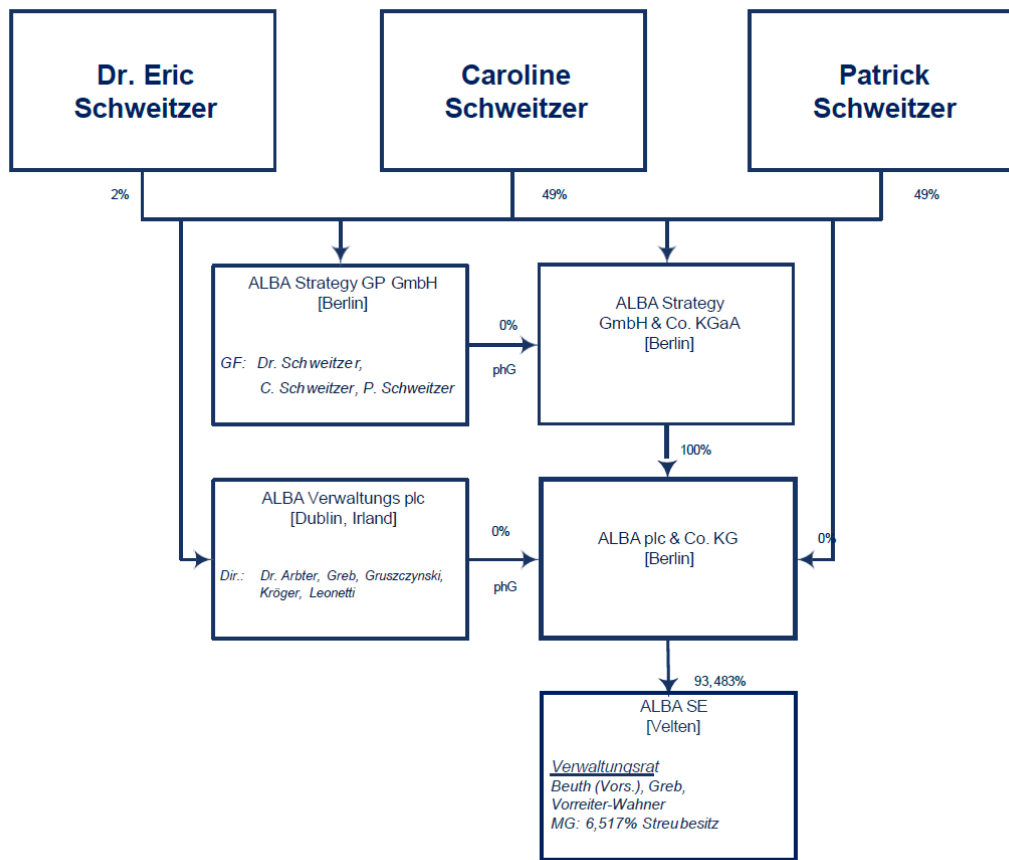 Dr. Eric
Schweitzer
Caroline
Schweitzer
Patrick
Schweitzer
2%
49%
49%
ALBA Strategy GP GmbH
[Berlin]
GF: Dr. Schweitzer,
C. Schweitzer, P. Schweitzer
0%
phG
ALBA Strategy
GmbH & Co. KGaA
[Berlin]
100%
ALBA Verwaltungs plc
[Dublin, Irland]
Dir.: Dr. Arbter, Greb, Gruszczynski,
Kröger, Leonetti
0%
phG
ALBA plc & Co. KG
[Berlin]
0%
93,483%
ALBA SE
[Velten]
Verwaltungsrat
Beuth (Vors.), Greb,
Vorreiter-Wahner
MG: 6,517% Streubesitz